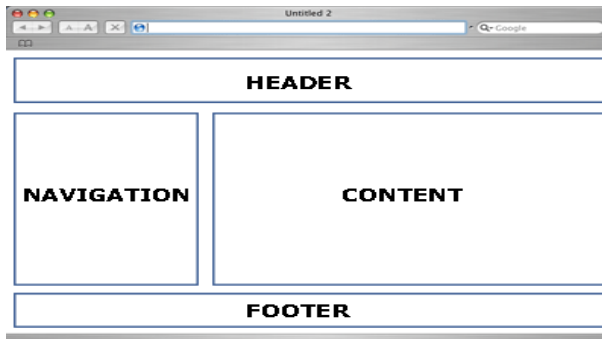 Untitled 2
A A
Google
HEADER
NAVIGATION
CONTENT
FOOTER